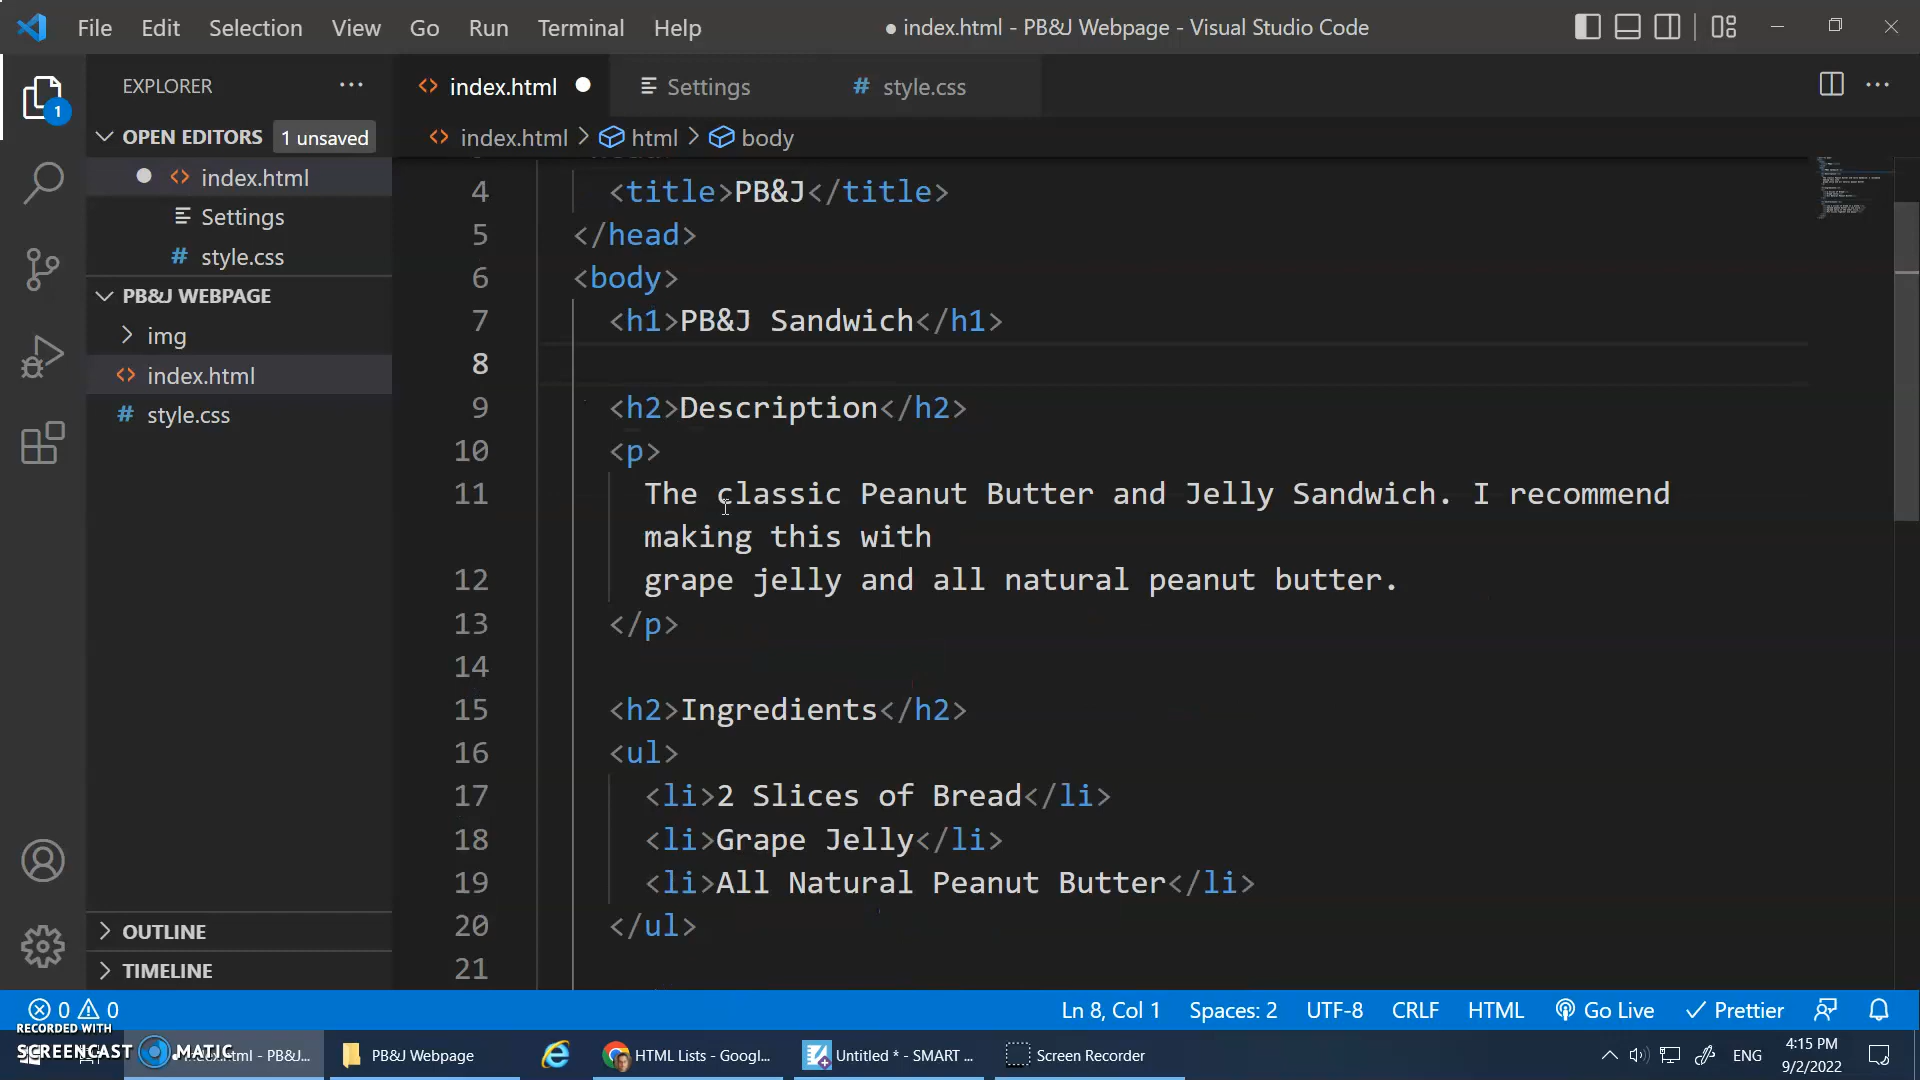 File Edit Selection View Go Run Terminal Help
● index.html - PB&J Webpage - Visual Studio Code
EXPLORER
1
OPEN EDITORS 1 unsaved
index.html
Settings
style.css
PB&J WEBPAGE
img
index.html
style.css
OUTLINE
TIMELINE
index.html Settings style.css
index.html > html > body
4 <title>PB&J</title>
5 </head>
6 <body>
7 <h1>PB&J Sandwich</h1>
8
9 <h2>Description</h2>
10 <p>
11 The classic Peanut Butter and Jelly Sandwich. I recommend
making this with
12 grape jelly and all natural peanut butter.
13 </p>
14
15 <h2>Ingredients</h2>
16 <ul>
17 <li>2 Slices of Bread</li>
18 <li>Grape Jelly</li>
19 <li>All Natural Peanut Butter</li>
20 </ul>
21
0 0 Ln 8, Col 1 Spaces: 2 UTF-8 CRLF HTML Go Live Prettier
RECORDED WITH
SCREENCAST MATIC
html - PB&J... PB&J Webpage HTML Lists - Googl... Untitled * - SMART ... Screen Recorder
ENG 4:15 PM
9/2/2022